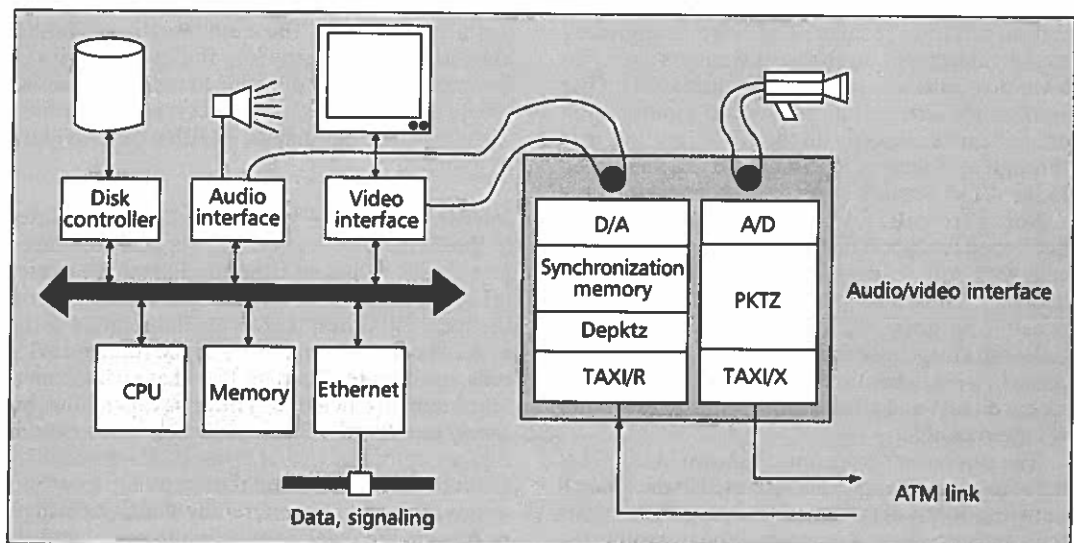 Disk
controller
Audio
interface
Video
interface
D/A
A/D
Synchronization
memory
PKTZ
Audio/video interface
Depktz
CPU
Memory
Ethernet
TAXI/R
TAXI/X
ATM link
Data, signaling